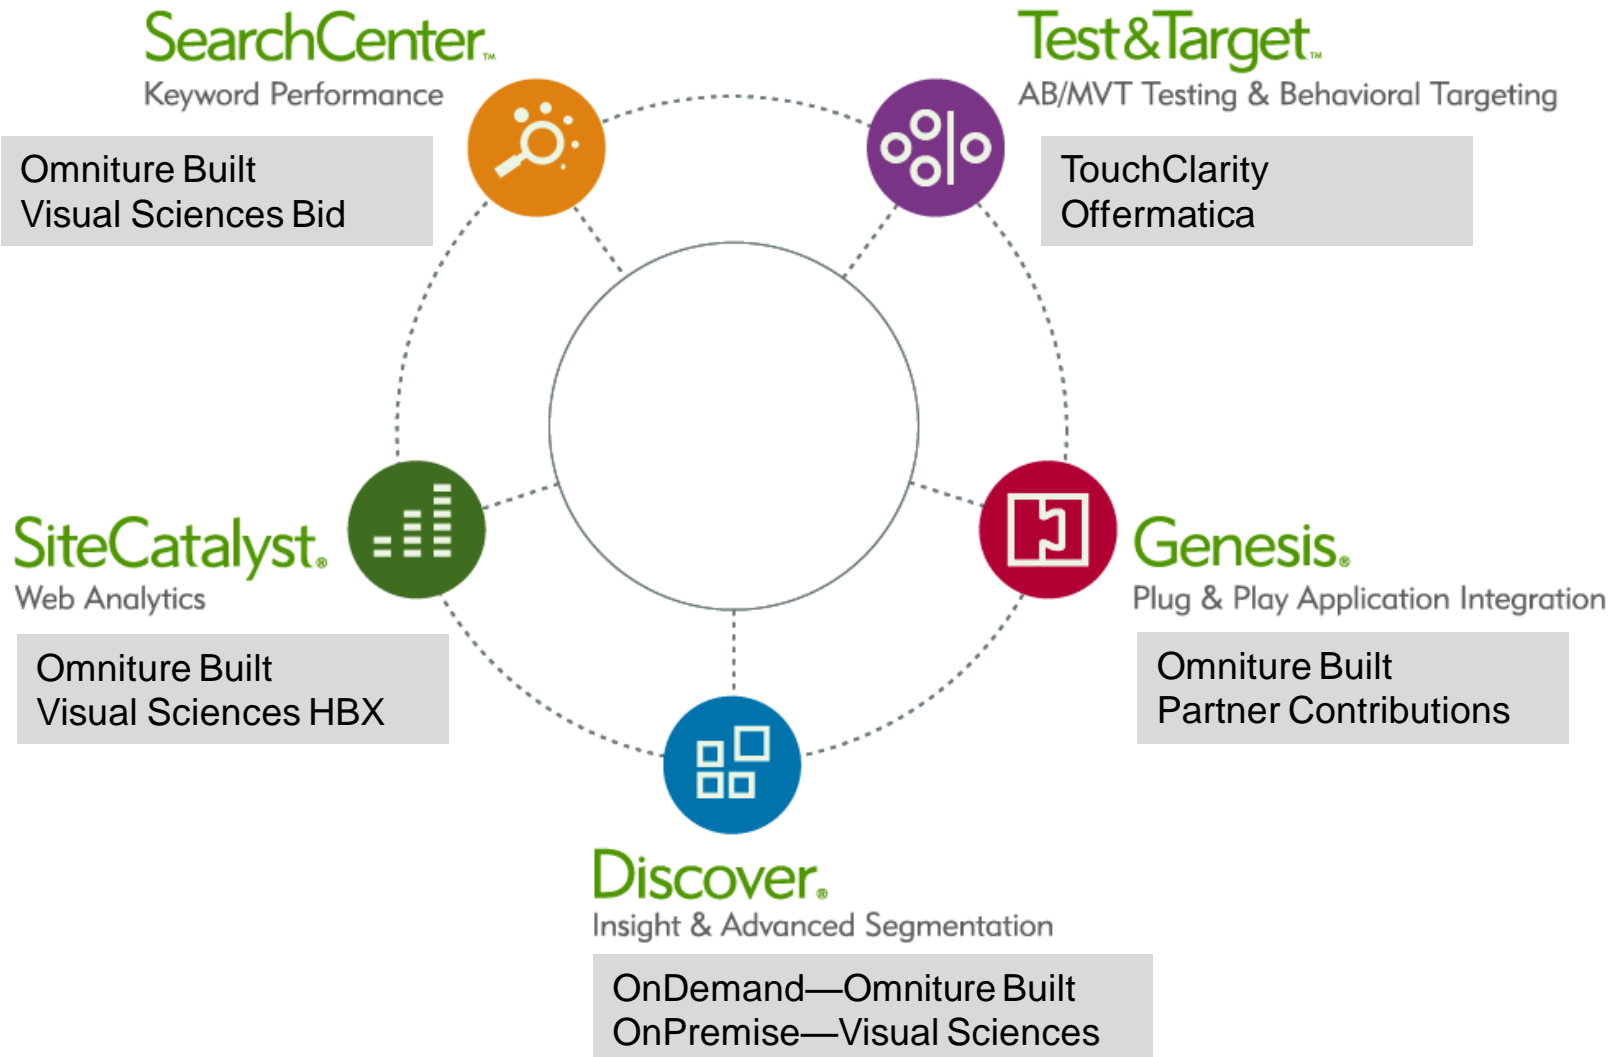 SearchCenter™
Keyword Performance
Omniture Built
Visual Sciences Bid
Test&Target™
AB/MVT Testing & Behavioral Targeting
TouchClarity
Offermatica
SiteCatalyst®
Web Analytics
Omniture Built
Visual Sciences HBX
Genesis®
Plug & Play Application Integration
Omniture Built
Partner Contributions
Discover®
Insight & Advanced Segmentation
OnDemand—Omniture Built
OnPremise—Visual Sciences